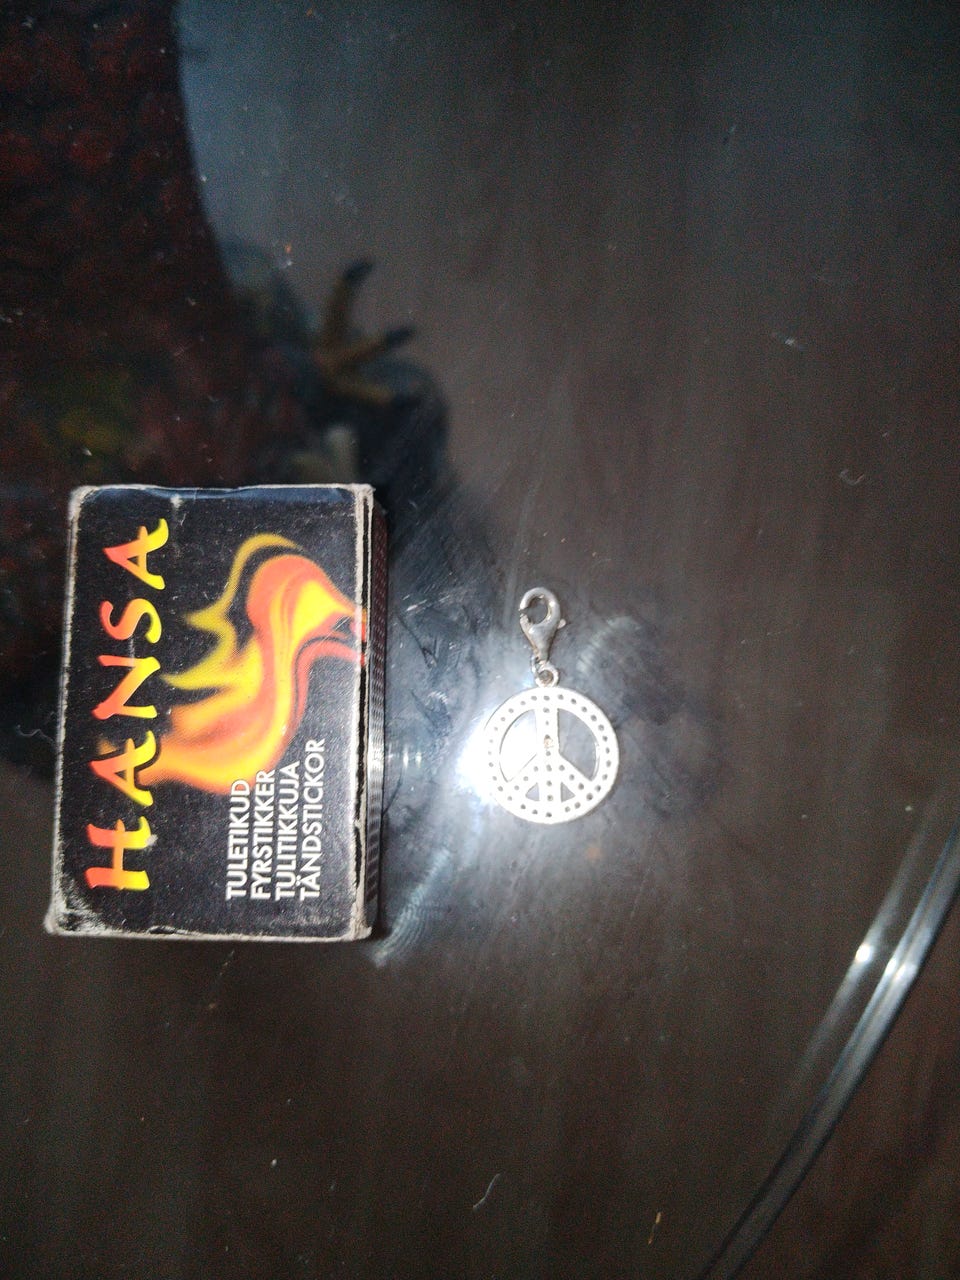 HANSA
TULETIKUD
FYRSTIKKER
TULITIKKUJA
TÄNDSTICKOR